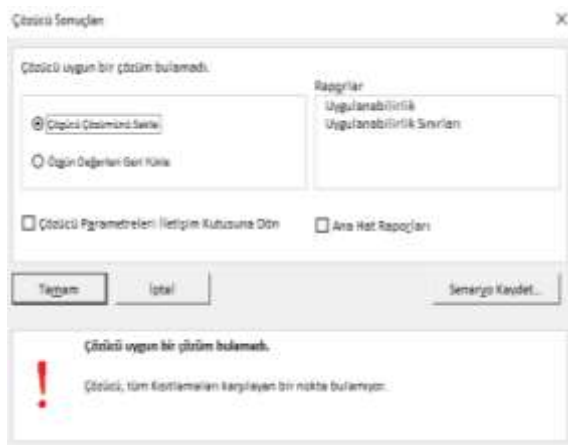 Çözücü Sonuçları
Çözücü uygun bir çözüm bulamadı.
Raporlar
Uygulanabilirlik
Uygulanabilirlik Sınırları
Çözücü Çözümünü Sakla
Özgün Değerleri Geri Yükle
Çözücü Parametreleri İletişim Kutusuna Dön
Ana Hat Raporları
Tamam
İptal
Senaryo Kaydet...
Çözücü uygun bir çözüm bulamadı.
Çözücü, tüm Kısıtlamaları karşılayan bir nokta bulamıyor.